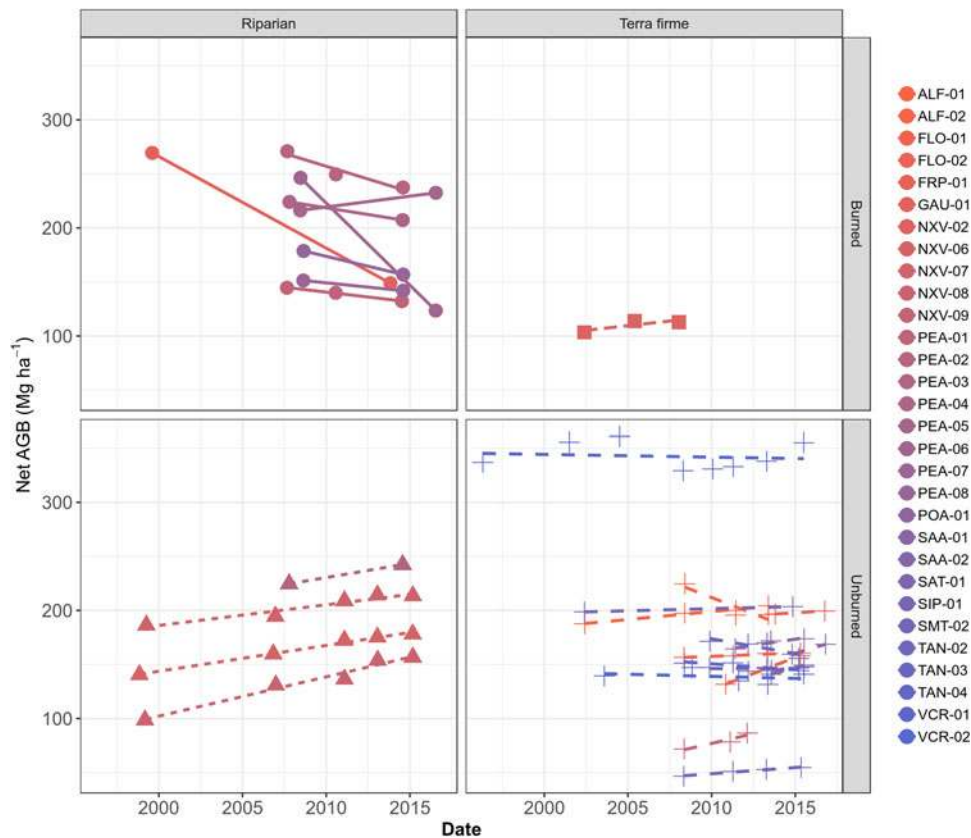 Riparian
Terra firme
300
200
100
Burned
300
200
100
Unburned
Net AGB (Mg ha⁻¹)
2000
2005
2010
2015
2000
2005
2010
2015
Date
ALF-01
ALF-02
FLO-01
FLO-02
FRP-01
GAU-01
NXV-02
NXV-06
NXV-07
NXV-08
NXV-09
PEA-01
PEA-02
PEA-03
PEA-04
PEA-05
PEA-06
PEA-07
PEA-08
POA-01
SAA-01
SAA-02
SAT-01
SIP-01
SMT-02
TAN-02
TAN-03
TAN-04
VCR-01
VCR-02